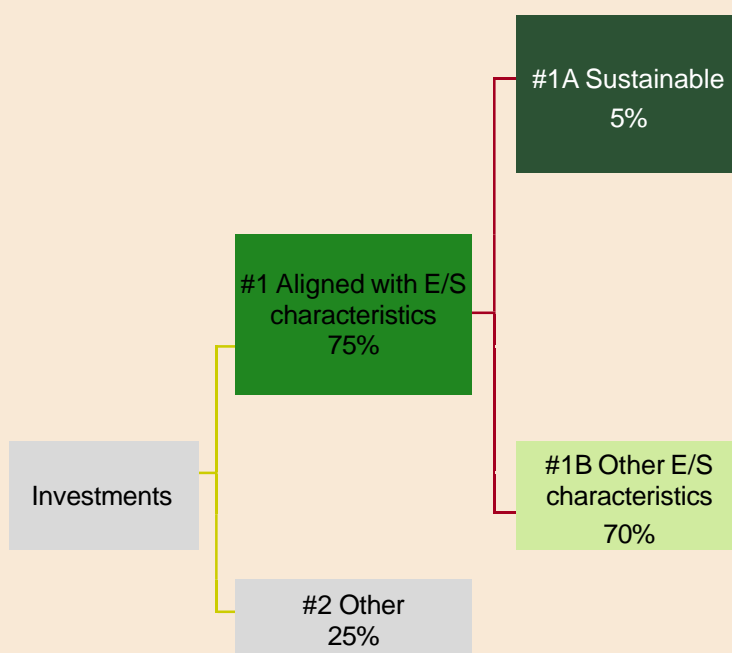 #1A Sustainable
5%
#1 Aligned with E/S
characteristics
75%
Investments
#1B Other E/S
characteristics
70%
#2 Other
25%